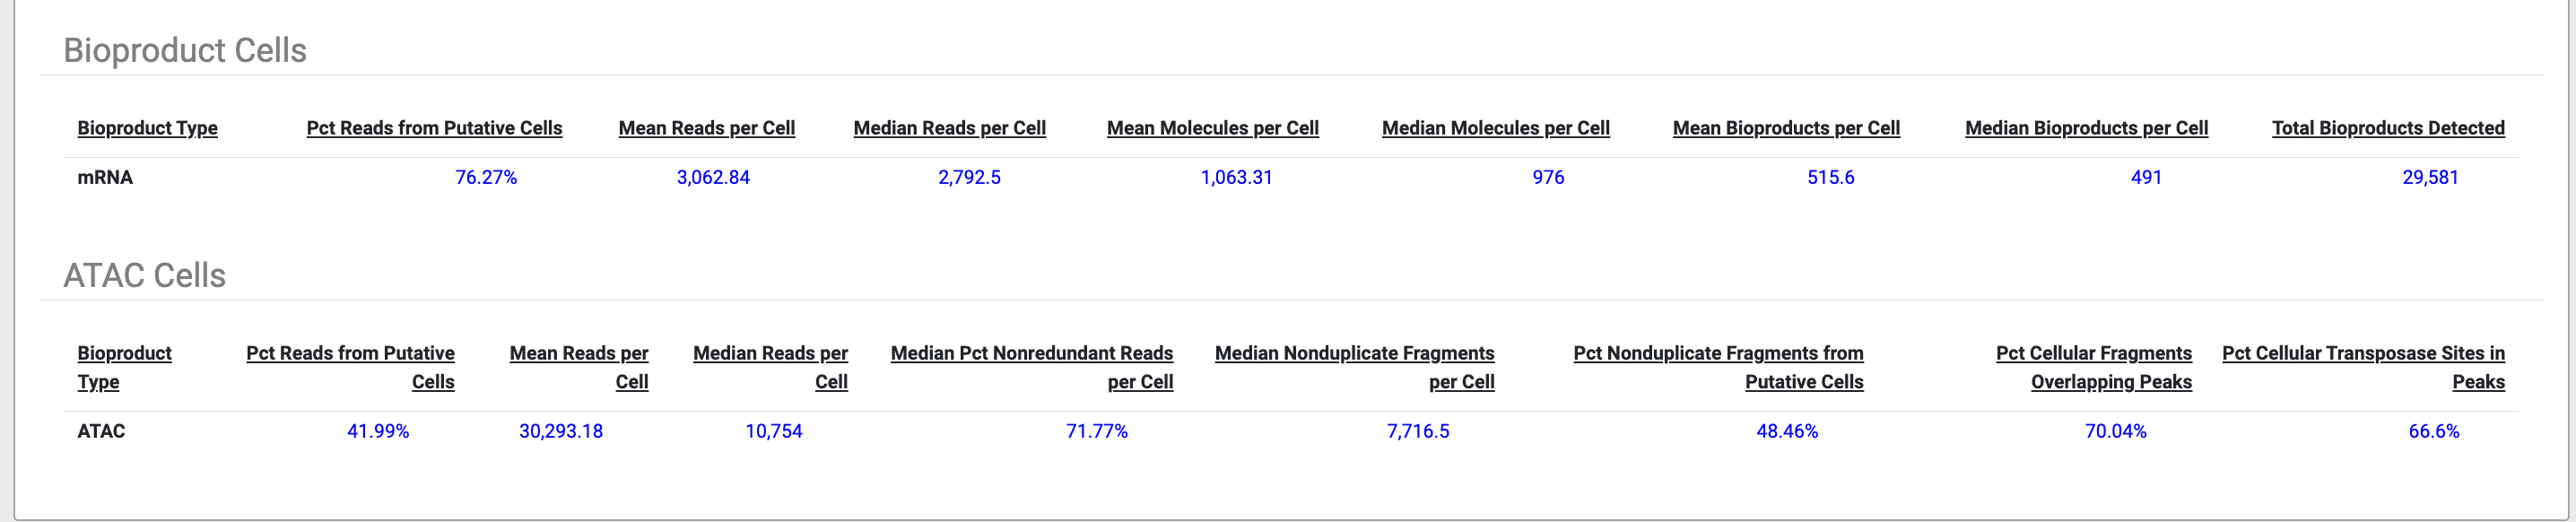 Bioproduct Cells
Bioproduct Type Pct Reads from Putative Cells Mean Reads per Cell Median Reads per Cell Mean Molecules per Cell Median Molecules per Cell Mean Bioproducts per Cell Median Bioproducts per Cell Total Bioproducts Detected
mRNA 76.27% 3,062.84 2,792.5 1,063.31 976 515.6 491 29,581
ATAC Cells
Bioproduct Pct Reads from Putative Mean Reads per Median Reads per Median Pct Nonredundant Reads Median Nonduplicate Fragments Pct Nonduplicate Fragments from Pct Cellular Fragments Pct Cellular Transposase Sites in
Type Cells Cell Cell per Cell per Cell Putative Cells Overlapping Peaks Peaks
ATAC 41.99% 30,293.18 10,754 71.77% 7,716.5 48.46% 70.04% 66.6%